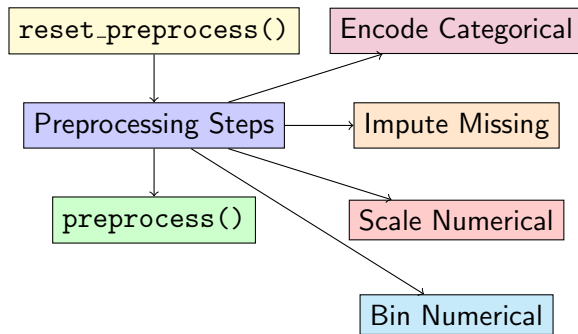 reset_preprocess()
Encode Categorical
Preprocessing Steps
Impute Missing
preprocess()
Scale Numerical
Bin Numerical